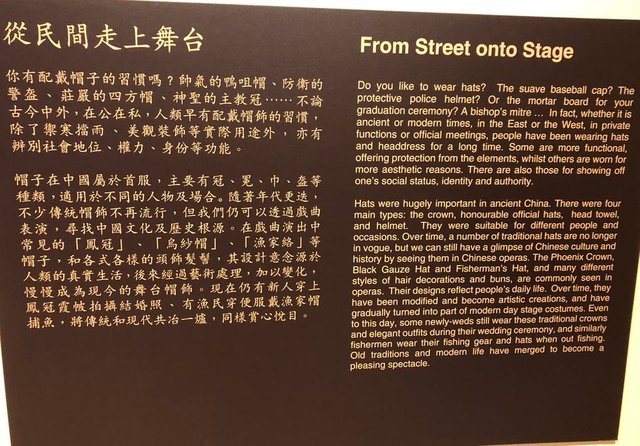 從民間走上舞台
你有配戴帽子的習慣嗎？帥氣的鴨咀帽、防衛的
警盔、莊嚴的四方帽、神聖的主教冠……不論
古今中外，在公在私，人類早有配戴帽飾的習慣，
除了禦寒擋雨、美觀裝飾等實際用途外，亦有
辨別社會地位、權力、身份等功能。
帽子在中國屬於首服，主要有冠、冕、巾、盔等
種類，適用於不同的人物及場合。隨著年代更迭，
不少傳統帽飾不再流行，但我們仍可以透過戲曲
表演，尋找中國文化及歷史根源。在戲曲演出中
常見的「鳳冠」、「烏紗帽」、「漁家絡」等
帽子，和各式各樣的頭飾髮髻，其設計意念源於
人類的真實生活，後來經過藝術處理，加以變化，
慢慢成為現今的舞台帽飾。現在仍有新人穿上
鳳冠霞帔拍攝結婚照、有漁民穿便服戴漁家帽
捕魚，將傳統和現代共冶一爐，同樣賞心悅目。
From Street onto Stage
Do you like to wear hats? The suave baseball cap? The
protective police helmet? Or the mortar board for your
graduation ceremony? A bishop's mitre ... In fact, whether it is
ancient or modern times, in the East or the West, in private
functions or official meetings, people have been wearing hats
and headdress for a long time. Some are more functional,
offering protection from the elements, whilst others are worn for
more aesthetic reasons. There are also those for showing off
one's social status, identity and authority.
Hats were hugely important in ancient China. There were four
main types: the crown, honourable official hats, head towel,
and helmet. They were suitable for different people and
occasions. Over time, a number of traditional hats are no longer
in vogue, but we can still have a glimpse of Chinese culture and
history by seeing them in Chinese operas. The Phoenix Crown,
Black Gauze Hat and Fisherman's Hat, and many different
styles of hair decorations and buns, are commonly seen in
operas. Their designs reflect people's daily life. Over time, they
have been modified and become artistic creations, and have
gradually turned into part of modern day stage costumes. Even
to this day, some newly-weds still wear these traditional crowns
and elegant outfits during their wedding ceremony, and similarly
fishermen wear their fishing gear and hats when out fishing.
Old traditions and modern life have merged to become a
pleasing spectacle.